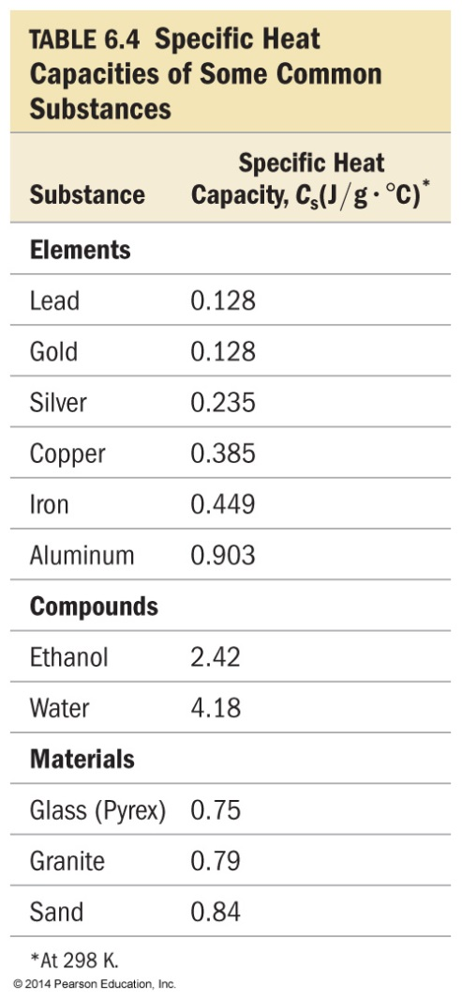 TABLE 6.4 Specific Heat
Capacities of Some Common
Substances
Substance
Specific Heat
Capacity, Cₛ(J/g · °C)*
Elements
Lead 0.128
Gold 0.128
Silver 0.235
Copper 0.385
Iron 0.449
Aluminum 0.903
Compounds
Ethanol 2.42
Water 4.18
Materials
Glass (Pyrex) 0.75
Granite 0.79
Sand 0.84
*At 298 K.
© 2014 Pearson Education, Inc.